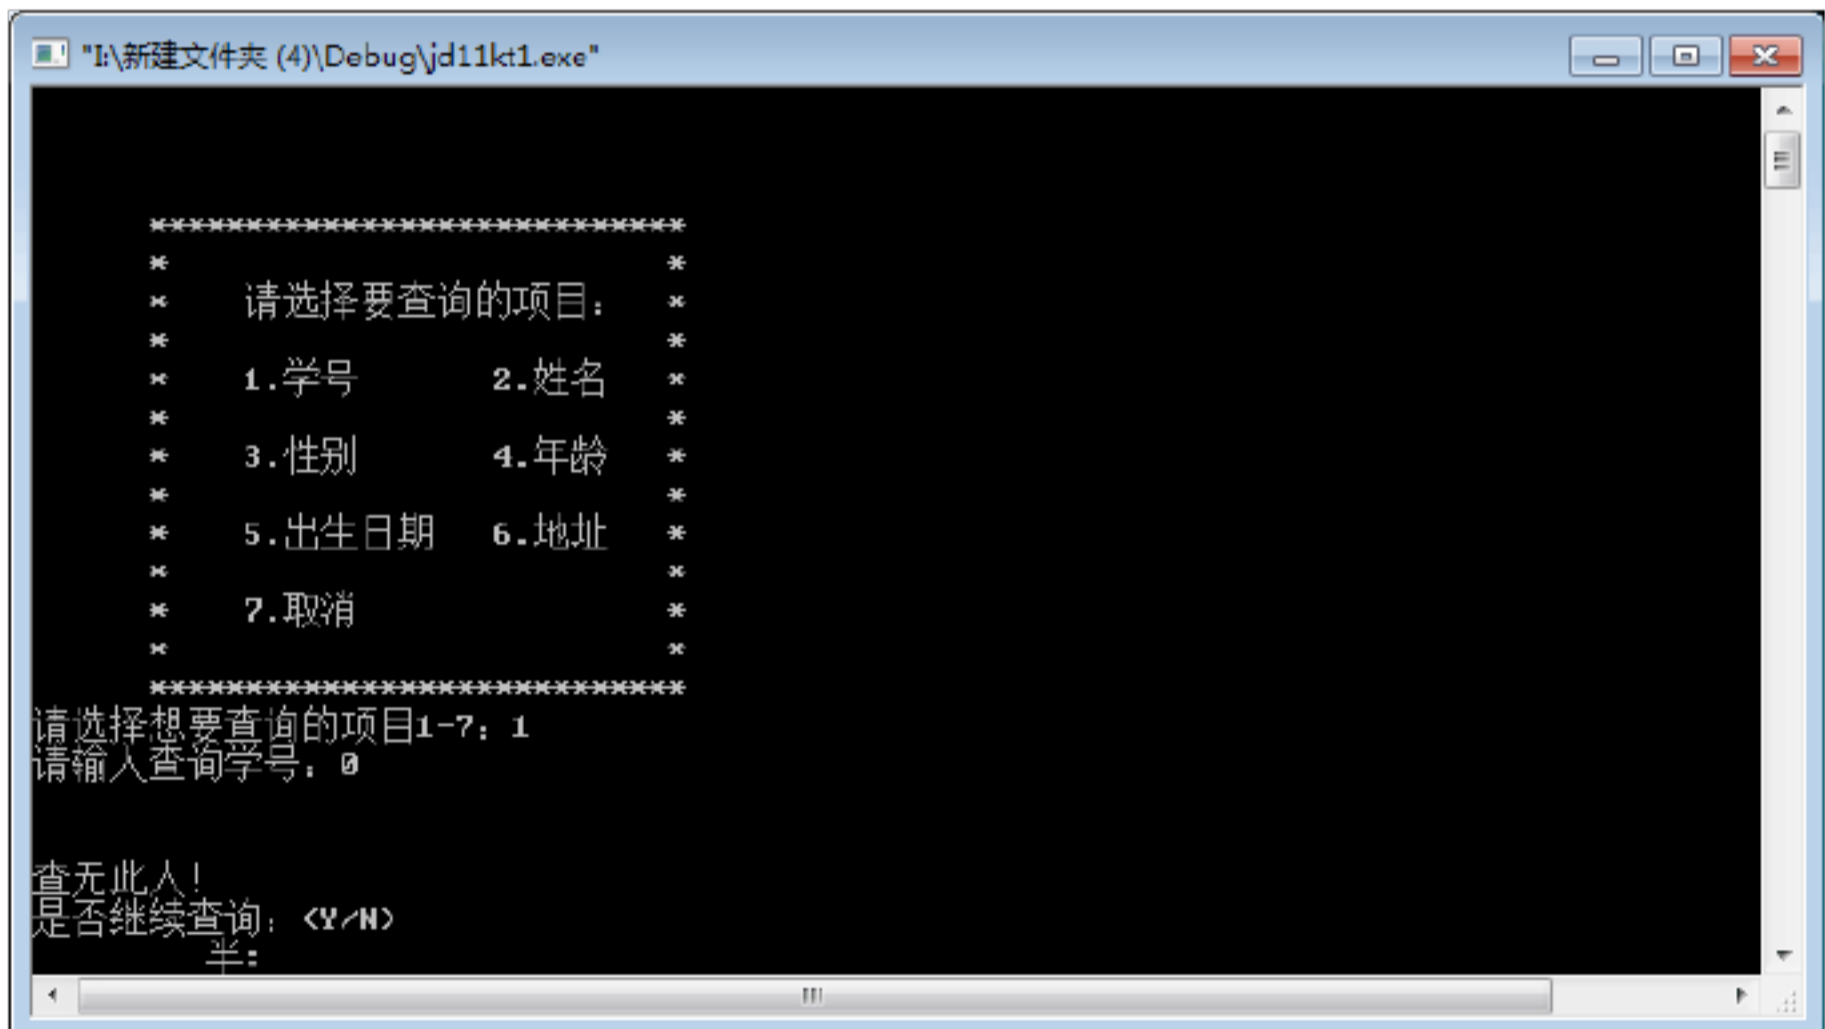 "I:\新建文件夹 (4)\Debug\jd11kt1.exe"
****************************
* *
* 请选择要查询的项目: *
* *
* 1.学号 2.姓名 *
* *
* 3.性别 4.年龄 *
* *
* 5.出生日期 6.地址 *
* *
* 7.取消 *
* *
****************************
请选择想要查询的项目1-7: 1
请输入查询学号: 0
查无此人!
是否继续查询: <Y/N>
半: